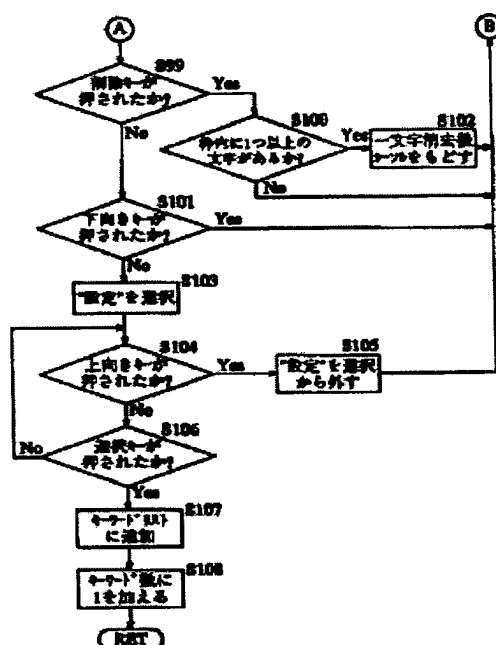 A
B
S99
削除キーが
押されたか?
Yes
No
S100
枠内に1つ以上の
文字があるか?
Yes
No
S102
一文字消去後
カーソルをもどす
S101
下向きキーが
押されたか?
Yes
No
S103
"設定"を選択
S104
上向きキーが
押されたか?
Yes
No
S105
"設定"を選択
から外す
S106
選択キーが
押されたか?
No
Yes
S107
キーワードリスト
に追加
S108
キーワード数に
1を加える
RET